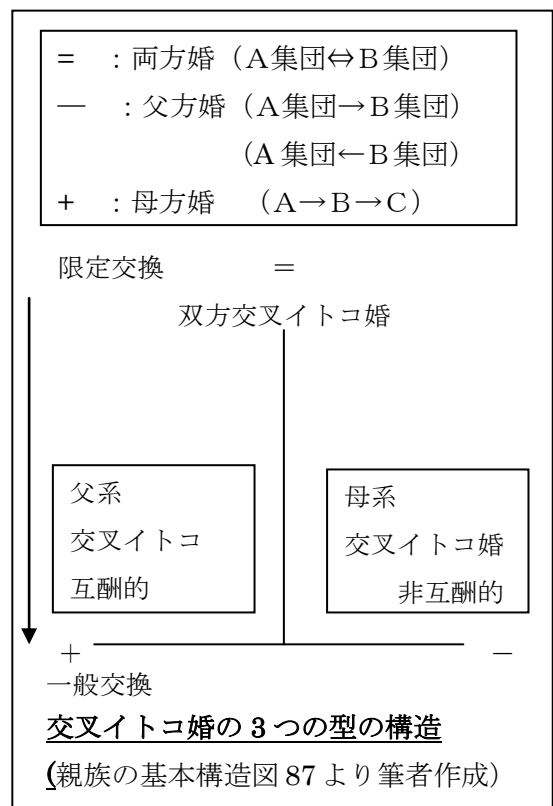 = ：両方婚（A集団⇔B集団）
― ：父方婚（A集団→B集団）
(A集団←B集団)
+ ：母方婚 （A→B→C）
限定交換 =
双方交叉イトコ婚
父系
交叉イトコ
互酬的
母系
交叉イトコ婚
非互酬的
＋ －
一般交換
交叉イトコ婚の3つの型の構造
(親族の基本構造図87より筆者作成）